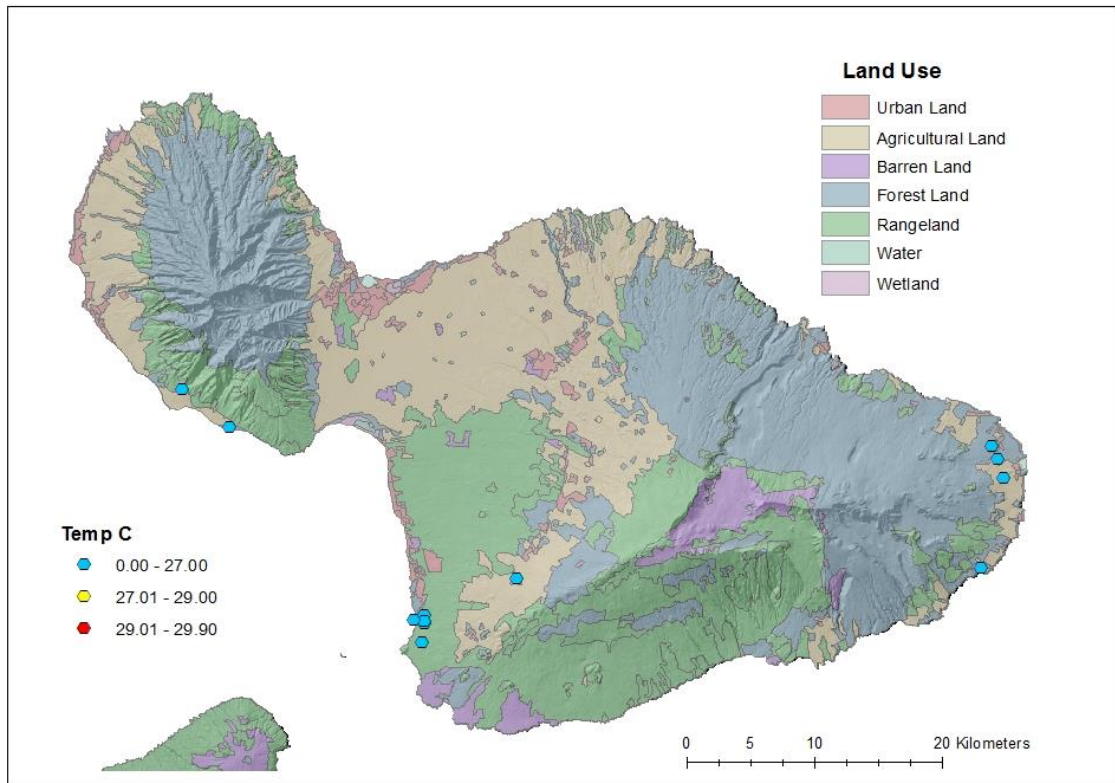 Land Use
Urban Land
Agricultural Land
Barren Land
Forest Land
Rangeland
Water
Wetland
Temp C
0.00 - 27.00
27.01 - 29.00
29.01 - 29.90
0 5 10 20 Kilometers